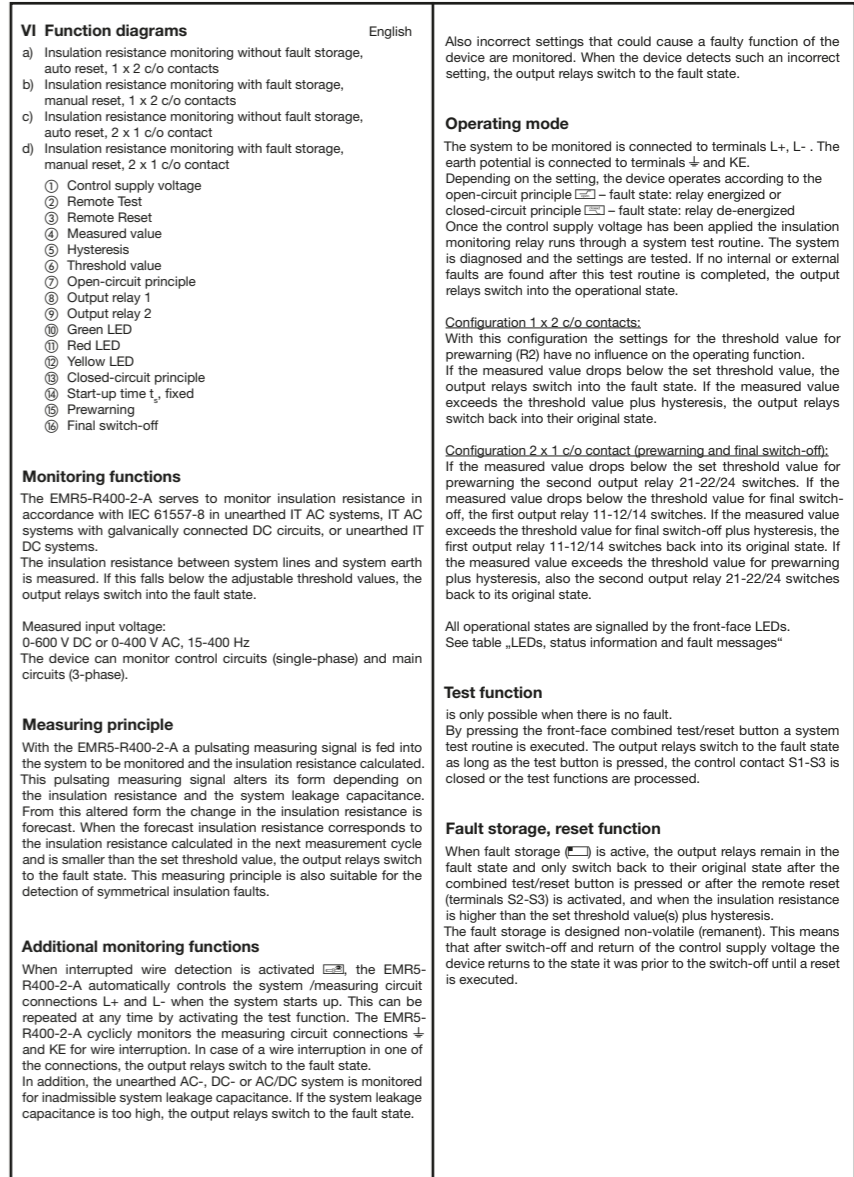 VI Function diagrams English
a) Insulation resistance monitoring without fault storage,
auto reset, 1 x 2 c/o contacts
b) Insulation resistance monitoring with fault storage,
manual reset, 1 x 2 c/o contacts
c) Insulation resistance monitoring without fault storage,
auto reset, 2 x 1 c/o contact
d) Insulation resistance monitoring with fault storage,
manual reset, 2 x 1 c/o contact
① Control supply voltage
② Remote Test
③ Remote Reset
④ Measured value
⑤ Hysteresis
⑥ Threshold value
⑦ Open-circuit principle
⑧ Output relay 1
⑨ Output relay 2
⑩ Green LED
⑪ Red LED
⑫ Yellow LED
⑬ Closed-circuit principle
⑭ Start-up time ts, fixed
⑮ Prewarning
⑯ Final switch-off
Monitoring functions
The EMR5-R400-2-A serves to monitor insulation resistance in
accordance with IEC 61557-8 in unearthed IT AC systems, IT AC
systems with galvanically connected DC circuits, or unearthed IT
DC systems.
The insulation resistance between system lines and system earth
is measured. If this falls below the adjustable threshold values, the
output relays switch into the fault state.
Measured input voltage:
0-600 V DC or 0-400 V AC, 15-400 Hz
The device can monitor control circuits (single-phase) and main
circuits (3-phase).
Measuring principle
With the EMR5-R400-2-A a pulsating measuring signal is fed into
the system to be monitored and the insulation resistance calculated.
This pulsating measuring signal alters its form depending on
the insulation resistance and the system leakage capacitance.
From this altered form the change in the insulation resistance is
forecast. When the forecast insulation resistance corresponds to
the insulation resistance calculated in the next measurement cycle
and is smaller than the set threshold value, the output relays switch
to the fault state. This measuring principle is also suitable for the
detection of symmetrical insulation faults.
Additional monitoring functions
When interrupted wire detection is activated , the EMR5-
R400-2-A automatically controls the system /measuring circuit
connections L+ and L- when the system starts up. This can be
repeated at any time by activating the test function. The EMR5-
R400-2-A cyclicly monitors the measuring circuit connections ⏚
and KE for wire interruption. In case of a wire interruption in one of
the connections, the output relays switch to the fault state.
In addition, the unearthed AC-, DC- or AC/DC system is monitored
for inadmissible system leakage capacitance. If the system leakage
capacitance is too high, the output relays switch to the fault state.
Also incorrect settings that could cause a faulty function of the
device are monitored. When the device detects such an incorrect
setting, the output relays switch to the fault state.
Operating mode
The system to be monitored is connected to terminals L+, L- . The
earth potential is connected to terminals ⏚ and KE.
Depending on the setting, the device operates according to the
open-circuit principle – fault state: relay energized or
closed-circuit principle – fault state: relay de-energized
Once the control supply voltage has been applied the insulation
monitoring relay runs through a system test routine. The system
is diagnosed and the settings are tested. If no internal or external
faults are found after this test routine is completed, the output
relays switch into the operational state.
Configuration 1 x 2 c/o contacts:
With this configuration the settings for the threshold value for
prewarning (R2) have no influence on the operating function.
If the measured value drops below the set threshold value, the
output relays switch into the fault state. If the measured value
exceeds the threshold value plus hysteresis, the output relays
switch back into their original state.
Configuration 2 x 1 c/o contact (prewarning and final switch-off):
If the measured value drops below the set threshold value for
prewarning the second output relay 21-22/24 switches. If the
measured value drops below the threshold value for final switch-
off, the first output relay 11-12/14 switches. If the measured value
exceeds the threshold value for final switch-off plus hysteresis, the
first output relay 11-12/14 switches back into its original state. If
the measured value exceeds the threshold value for prewarning
plus hysteresis, also the second output relay 21-22/24 switches
back to its original state.
All operational states are signalled by the front-face LEDs.
See table „LEDs, status information and fault messages“
Test function
is only possible when there is no fault.
By pressing the front-face combined test/reset button a system
test routine is executed. The output relays switch to the fault state
as long as the test button is pressed, the control contact S1-S3 is
closed or the test functions are processed.
Fault storage, reset function
When fault storage ( ) is active, the output relays remain in the
fault state and only switch back to their original state after the
combined test/reset button is pressed or after the remote reset
(terminals S2-S3) is activated, and when the insulation resistance
is higher than the set threshold value(s) plus hysteresis.
The fault storage is designed non-volatile (remanent). This means
that after switch-off and return of the control supply voltage the
device returns to the state it was prior to the switch-off until a reset
is executed.